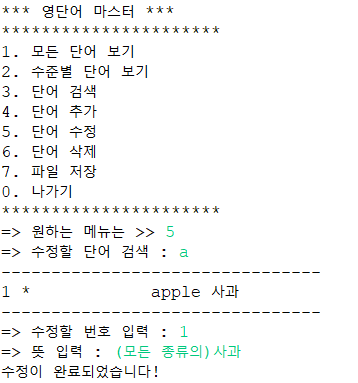 *** 영단어 마스터 ***
**********************
1. 모든 단어 보기
2. 수준별 단어 보기
3. 단어 검색
4. 단어 추가
5. 단어 수정
6. 단어 삭제
7. 파일 저장
0. 나가기
**********************
=> 원하는 메뉴는 >> 5
=> 수정할 단어 검색 : a
--------------------------------
1 *            apple 사과
--------------------------------
=> 수정할 번호 입력 : 1
=> 뜻 입력 : (모든 종류의)사과
수정이 완료되었습니다!